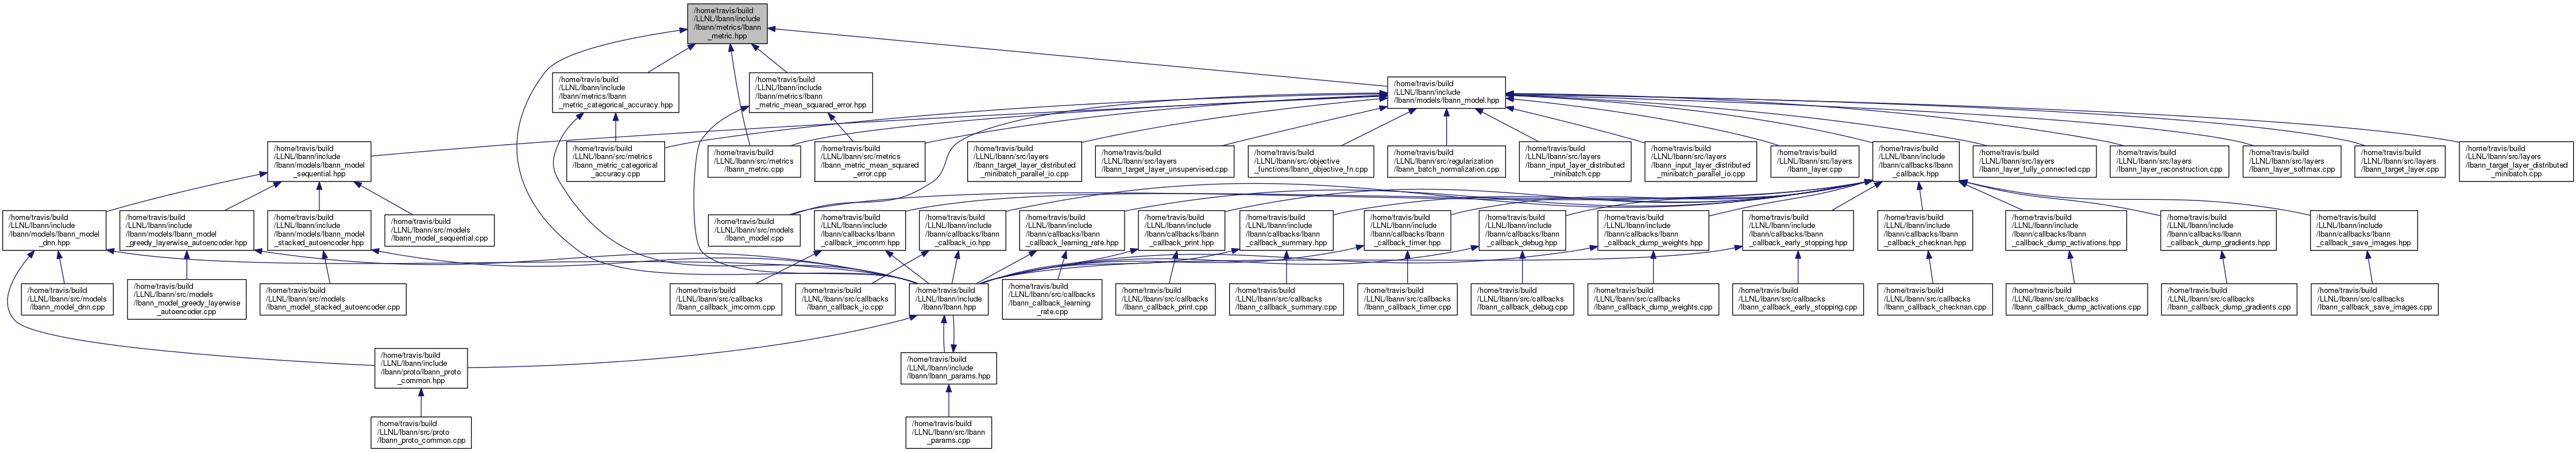 /home/travis/build
/LLNL/lbann/include
/lbann/metrics/lbann
_metric.hpp
/home/travis/build
/LLNL/lbann/include
/lbann/metrics/lbann
_metric_categorical_accuracy.hpp
/home/travis/build
/LLNL/lbann/include
/lbann/metrics/lbann
_metric_mean_squared_error.hpp
/home/travis/build
/LLNL/lbann/include
/lbann/models/lbann_model.hpp
/home/travis/build
/LLNL/lbann/include
/lbann/models/lbann_model
_sequential.hpp
/home/travis/build
/LLNL/lbann/src/metrics
/lbann_metric_categorical
_accuracy.cpp
/home/travis/build
/LLNL/lbann/src/metrics
/lbann_metric.cpp
/home/travis/build
/LLNL/lbann/src/metrics
/lbann_metric_mean_squared
_error.cpp
/home/travis/build
/LLNL/lbann/src/layers
/lbann_target_layer_distributed
_minibatch_parallel_io.cpp
/home/travis/build
/LLNL/lbann/src/layers
/lbann_target_layer_unsupervised.cpp
/home/travis/build
/LLNL/lbann/src/objective
_functions/lbann_objective_fn.cpp
/home/travis/build
/LLNL/lbann/src/regularization
/lbann_batch_normalization.cpp
/home/travis/build
/LLNL/lbann/src/layers
/lbann_input_layer_distributed
_minibatch.cpp
/home/travis/build
/LLNL/lbann/src/layers
/lbann_input_layer_distributed
_minibatch_parallel_io.cpp
/home/travis/build
/LLNL/lbann/src/layers
/lbann_layer.cpp
/home/travis/build
/LLNL/lbann/include
/lbann/callbacks/lbann
_callback.hpp
/home/travis/build
/LLNL/lbann/src/layers
/lbann_layer_fully_connected.cpp
/home/travis/build
/LLNL/lbann/src/layers
/lbann_layer_reconstruction.cpp
/home/travis/build
/LLNL/lbann/src/layers
/lbann_layer_softmax.cpp
/home/travis/build
/LLNL/lbann/src/layers
/lbann_target_layer.cpp
/home/travis/build
/LLNL/lbann/src/layers
/lbann_target_layer_distributed
_minibatch.cpp
/home/travis/build
/LLNL/lbann/include
/lbann/models/lbann_model
_dnn.hpp
/home/travis/build
/LLNL/lbann/include
/lbann/models/lbann_model
_greedy_layerwise_autoencoder.hpp
/home/travis/build
/LLNL/lbann/include
/lbann/models/lbann_model
_stacked_autoencoder.hpp
/home/travis/build
/LLNL/lbann/src/models
/lbann_model_sequential.cpp
/home/travis/build
/LLNL/lbann/src/models
/lbann_model.cpp
/home/travis/build
/LLNL/lbann/include
/lbann/callbacks/lbann
_callback_imcomm.hpp
/home/travis/build
/LLNL/lbann/include
/lbann/callbacks/lbann
_callback_io.hpp
/home/travis/build
/LLNL/lbann/include
/lbann/callbacks/lbann
_callback_learning_rate.hpp
/home/travis/build
/LLNL/lbann/include
/lbann/callbacks/lbann
_callback_print.hpp
/home/travis/build
/LLNL/lbann/include
/lbann/callbacks/lbann
_callback_summary.hpp
/home/travis/build
/LLNL/lbann/include
/lbann/callbacks/lbann
_callback_timer.hpp
/home/travis/build
/LLNL/lbann/include
/lbann/callbacks/lbann
_callback_debug.hpp
/home/travis/build
/LLNL/lbann/include
/lbann/callbacks/lbann
_callback_dump_weights.hpp
/home/travis/build
/LLNL/lbann/include
/lbann/callbacks/lbann
_callback_early_stopping.hpp
/home/travis/build
/LLNL/lbann/include
/lbann/callbacks/lbann
_callback_checknan.hpp
/home/travis/build
/LLNL/lbann/include
/lbann/callbacks/lbann
_callback_dump_activations.hpp
/home/travis/build
/LLNL/lbann/include
/lbann/callbacks/lbann
_callback_dump_gradients.hpp
/home/travis/build
/LLNL/lbann/include
/lbann/callbacks/lbann
_callback_save_images.hpp
/home/travis/build
/LLNL/lbann/src/models
/lbann_model_dnn.cpp
/home/travis/build
/LLNL/lbann/src/models
/lbann_model_greedy_layerwise
_autoencoder.cpp
/home/travis/build
/LLNL/lbann/src/models
/lbann_model_stacked_autoencoder.cpp
/home/travis/build
/LLNL/lbann/src/callbacks
/lbann_callback_imcomm.cpp
/home/travis/build
/LLNL/lbann/src/callbacks
/lbann_callback_io.cpp
/home/travis/build
/LLNL/lbann/include
/lbann/lbann.hpp
/home/travis/build
/LLNL/lbann/src/callbacks
/lbann_callback_learning
_rate.cpp
/home/travis/build
/LLNL/lbann/src/callbacks
/lbann_callback_print.cpp
/home/travis/build
/LLNL/lbann/src/callbacks
/lbann_callback_summary.cpp
/home/travis/build
/LLNL/lbann/src/callbacks
/lbann_callback_timer.cpp
/home/travis/build
/LLNL/lbann/src/callbacks
/lbann_callback_debug.cpp
/home/travis/build
/LLNL/lbann/src/callbacks
/lbann_callback_dump_weights.cpp
/home/travis/build
/LLNL/lbann/src/callbacks
/lbann_callback_early_stopping.cpp
/home/travis/build
/LLNL/lbann/src/callbacks
/lbann_callback_checknan.cpp
/home/travis/build
/LLNL/lbann/src/callbacks
/lbann_callback_dump_activations.cpp
/home/travis/build
/LLNL/lbann/src/callbacks
/lbann_callback_dump_gradients.cpp
/home/travis/build
/LLNL/lbann/src/callbacks
/lbann_callback_save_images.cpp
/home/travis/build
/LLNL/lbann/include
/lbann/proto/lbann_proto
_common.hpp
/home/travis/build
/LLNL/lbann/include
/lbann/lbann_params.hpp
/home/travis/build
/LLNL/lbann/src/proto
/lbann_proto_common.cpp
/home/travis/build
/LLNL/lbann/src/lbann
_params.cpp